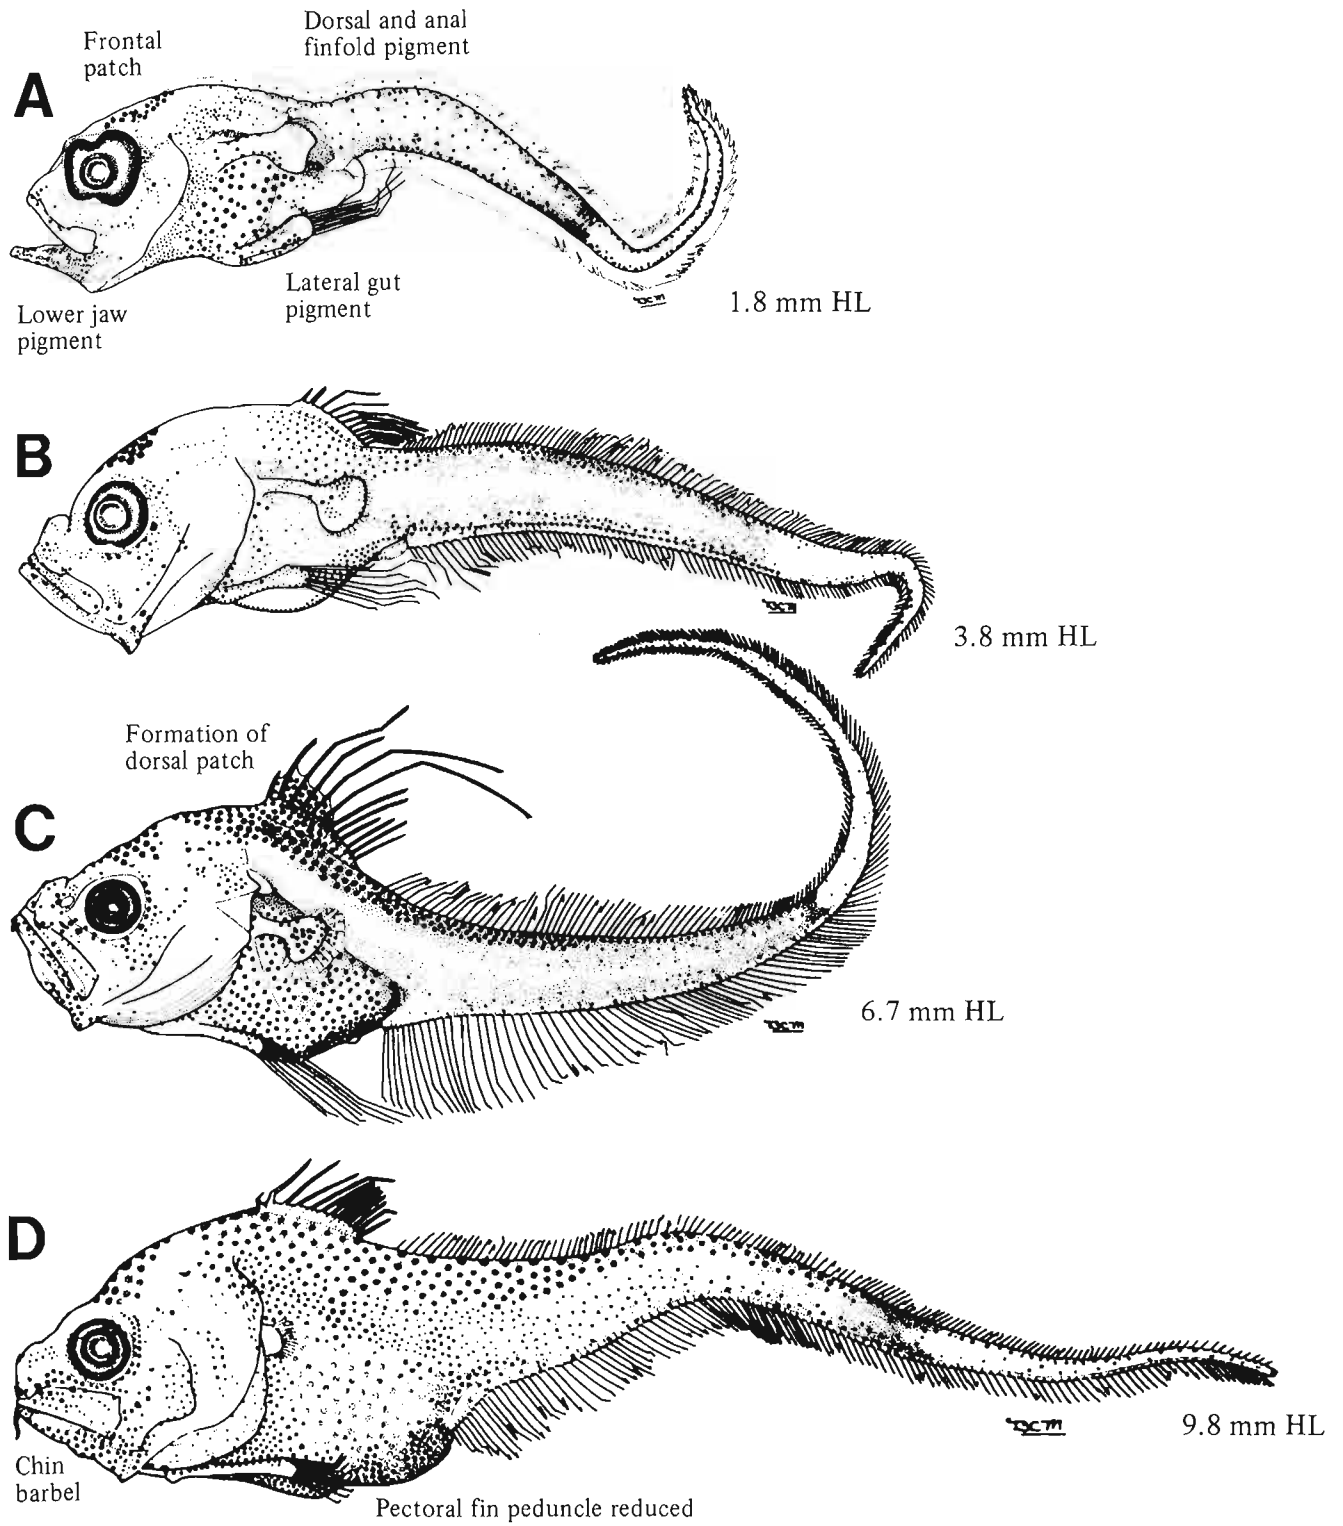 Dorsal and anal
finfold pigment
Frontal
patch
A
Lateral gut
pigment
1.8 mm HL
Lower jaw
pigment
B
3.8 mm HL
Formation of
dorsal patch
C
6.7 mm HL
D
9.8 mm HL
Chin
barbel
Pectoral fin peduncle reduced